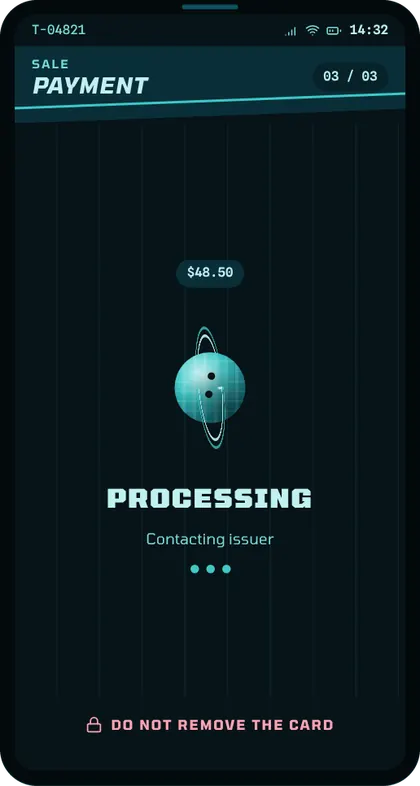 T-04821 14:32
SALE
PAYMENT
03 / 03
$48.50
PROCESSING
Contacting issuer
DO NOT REMOVE THE CARD